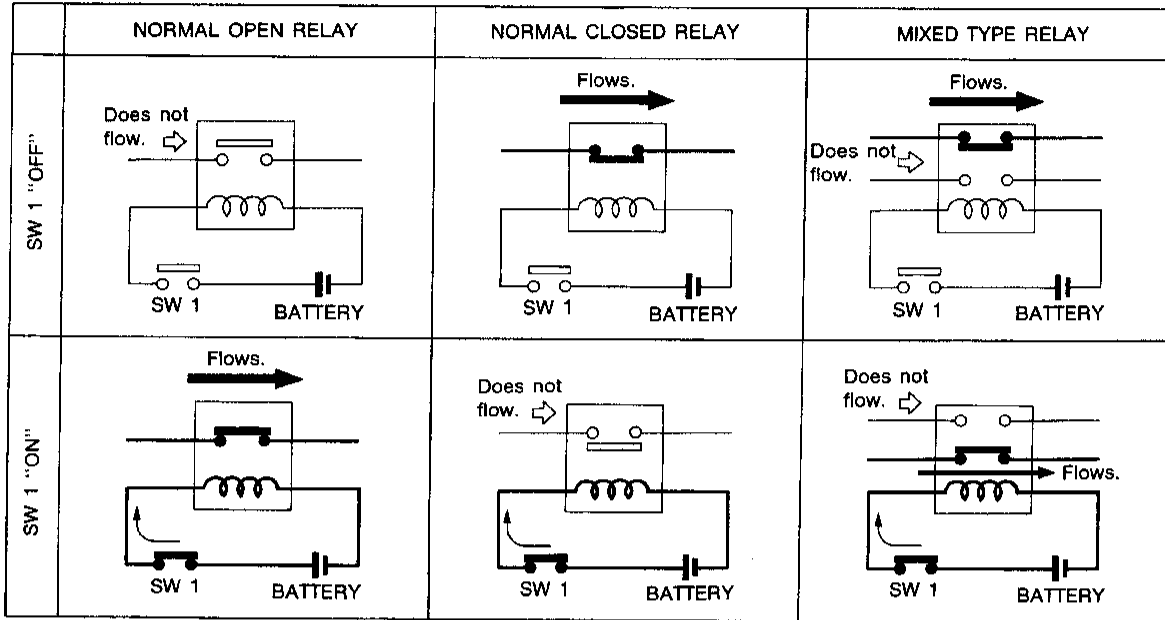 NORMAL OPEN RELAY
NORMAL CLOSED RELAY
MIXED TYPE RELAY
SW 1 "OFF"
Does not
flow.
SW 1
BATTERY
Flows.
SW 1
BATTERY
Flows.
Does not
flow.
SW 1
BATTERY
SW 1 "ON"
Flows.
SW 1
BATTERY
Does not
flow.
SW 1
BATTERY
Does not
flow.
Flows.
SW 1
BATTERY